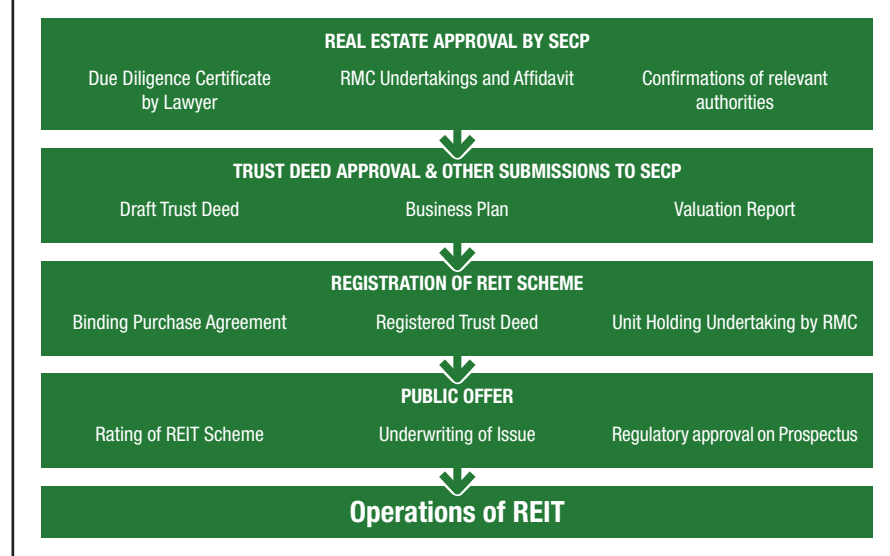 REAL ESTATE APPROVAL BY SECP
Due Diligence Certificate
by Lawyer
RMC Undertakings and Affidavit
Confirmations of relevant
authorities
TRUST DEED APPROVAL & OTHER SUBMISSIONS TO SECP
Draft Trust Deed
Business Plan
Valuation Report
REGISTRATION OF REIT SCHEME
Binding Purchase Agreement
Registered Trust Deed
Unit Holding Undertaking by RMC
PUBLIC OFFER
Rating of REIT Scheme
Underwriting of Issue
Regulatory approval on Prospectus
Operations of REIT